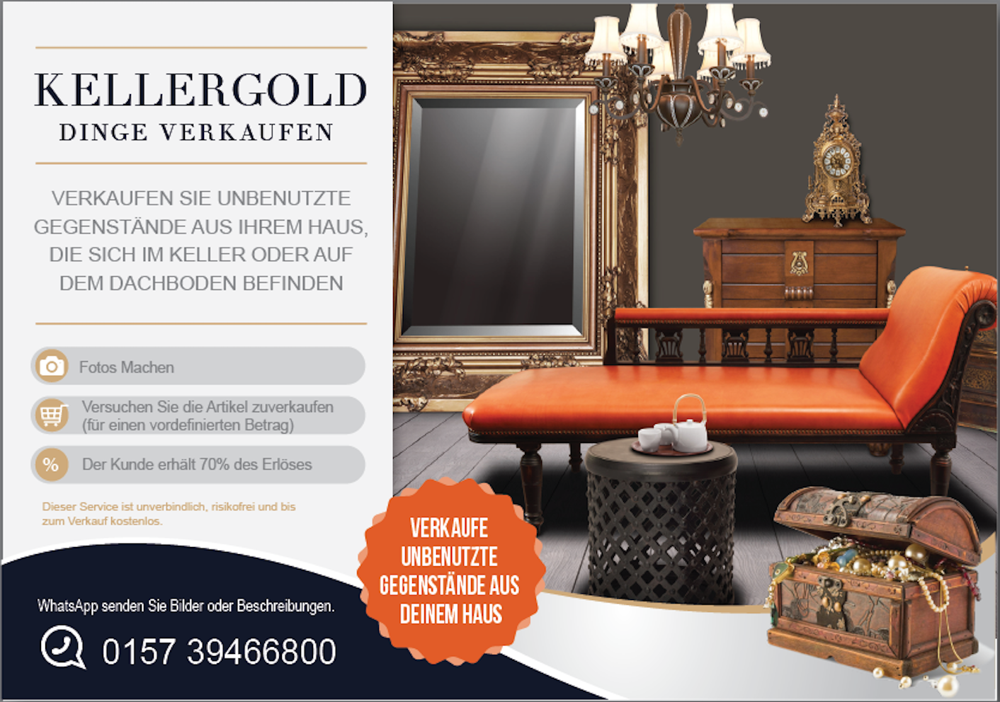 KELLERGOLD
DINGE VERKAUFEN
VERKAUFEN SIE UNBENUTZTE
GEGENSTÄNDE AUS IHREM HAUS,
DIE SICH IM KELLER ODER AUF
DEM DACHBODEN BEFINDEN
Fotos Machen
Versuchen Sie die Artikel zuverkaufen
(für einen vordefinierten Betrag)
% Der Kunde erhält 70% des Erlöses
Dieser Service ist unverbindlich, risikofrei und bis
zum Verkauf kostenlos.
WhatsApp senden Sie Bilder oder Beschreibungen.
0157 39466800
VERKAUFE
UNBENUTZTE
GEGENSTÄNDE AUS
DEINEM HAUS